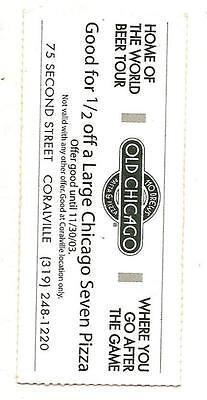 HOME OF
THE WORLD
BEER TOUR
OLD CHICAGO
WHERE YOU
GO AFTER
THE GAME
Good for 1/2 off a Large Chicago Seven Pizza
Offer good until 11/30/03.
Not valid with any other offer. Good at Coralville location only.
75 SECOND STREET CORALVILLE (319) 248-1220